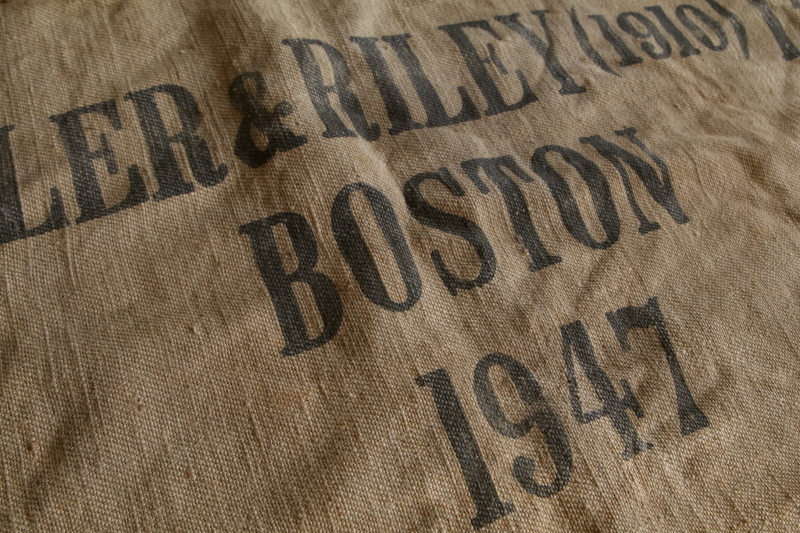 LER & RILEY (1910)
BOSTON
1947